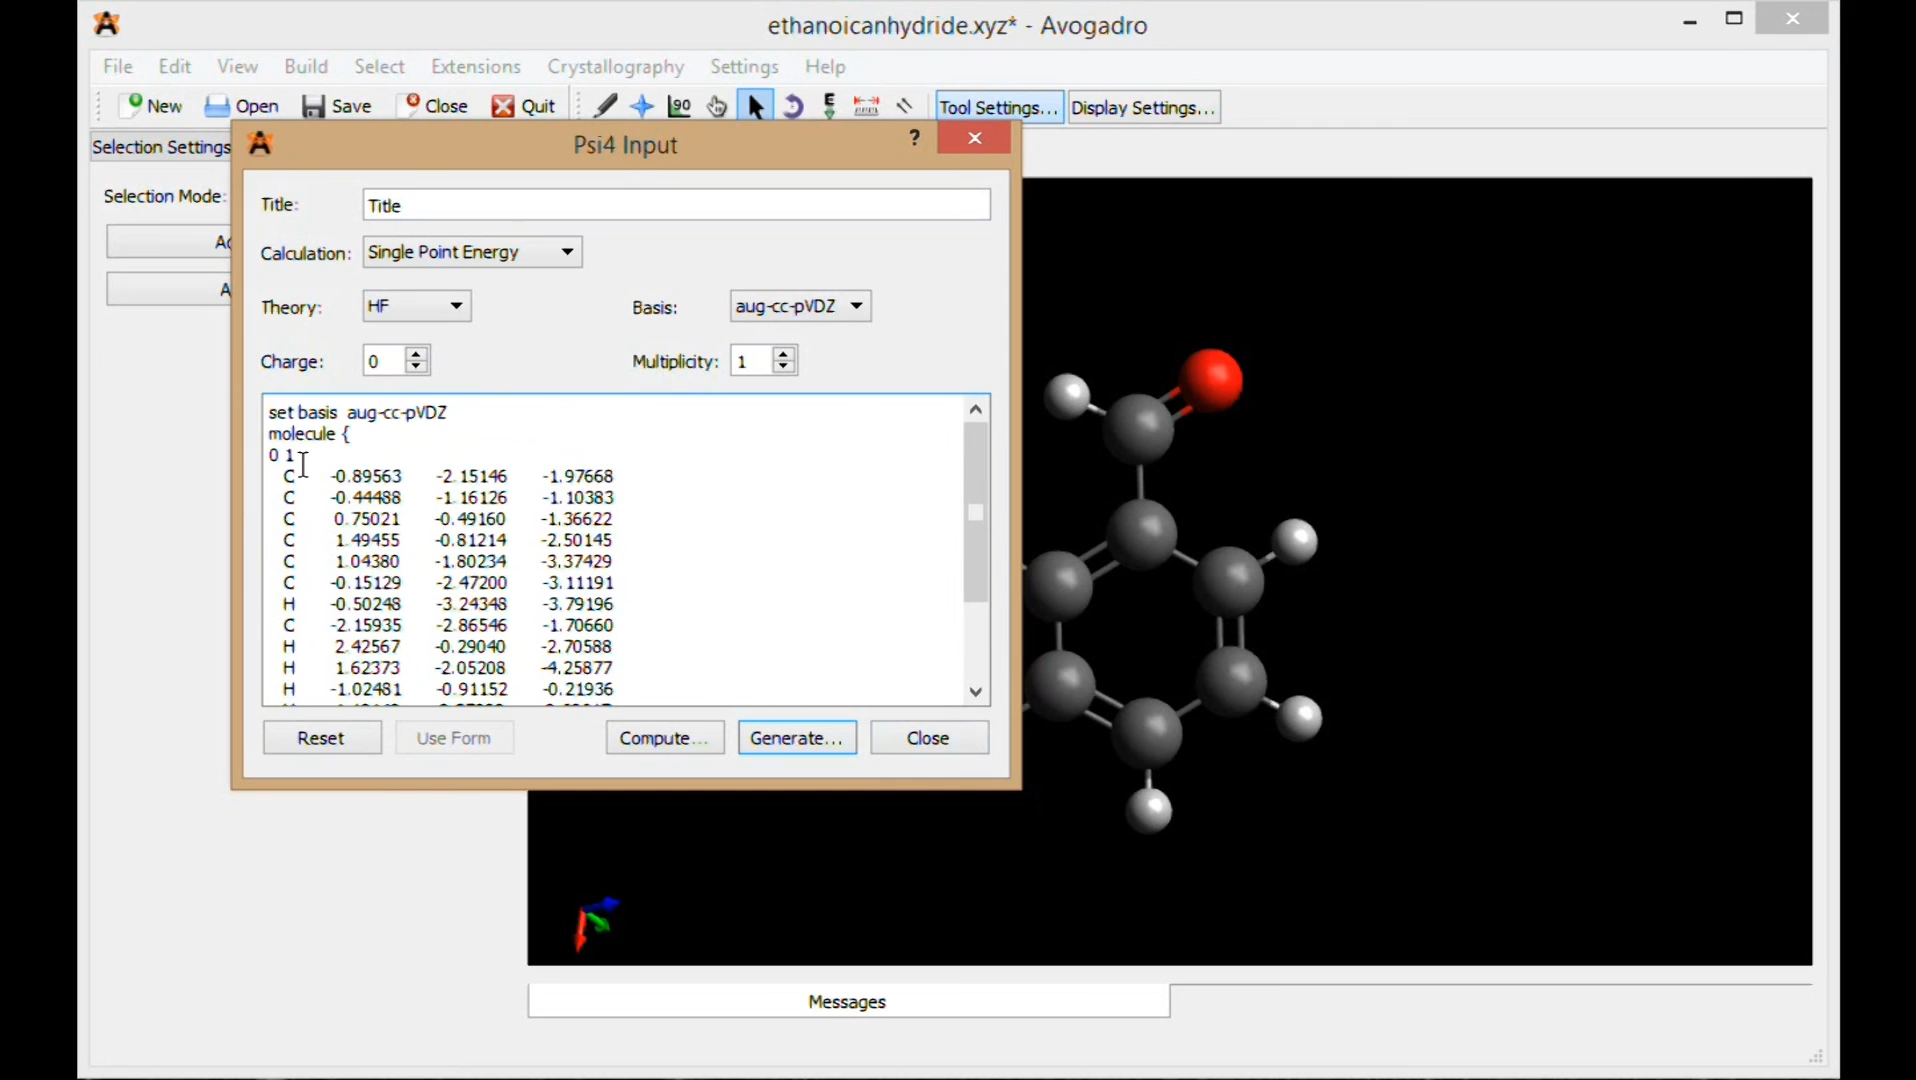 ethanoicanhydride.xyz* - Avogadro
File Edit View Build Select Extensions Crystallography Settings Help
New Open Save Close Quit 90 E Tool Settings... Display Settings...
Selection Settings
Psi4 Input
?
Selection Mode:
Title: Title
Calculation: Single Point Energy
Theory: HF Basis: aug-cc-pVDZ
Charge: 0 Multiplicity: 1
set basis aug-cc-pVDZ
molecule {
0 1
C -0.89563 -2.15146 -1.97668
C -0.44488 -1.16126 -1.10383
C 0.75021 -0.49160 -1.36622
C 1.49455 -0.81214 -2.50145
C 1.04380 -1.80234 -3.37429
C -0.15129 -2.47200 -3.11191
H -0.50248 -3.24348 -3.79196
C -2.15935 -2.86546 -1.70660
H 2.42567 -0.29040 -2.70588
H 1.62373 -2.05208 -4.25877
H -1.02481 -0.91152 -0.21936
Reset Use Form Compute... Generate... Close
Messages